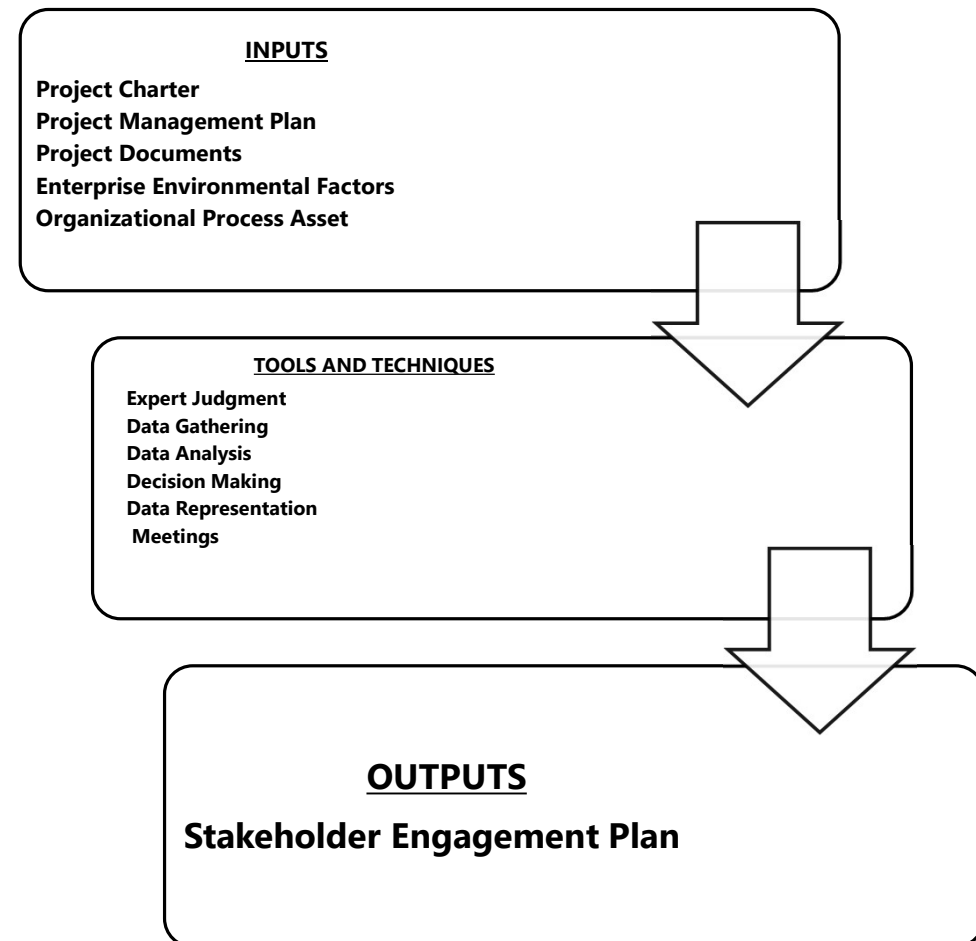 INPUTS
Project Charter
Project Management Plan
Project Documents
Enterprise Environmental Factors
Organizational Process Asset
TOOLS AND TECHNIQUES
Expert Judgment
Data Gathering
Data Analysis
Decision Making
Data Representation
Meetings
OUTPUTS
Stakeholder Engagement Plan